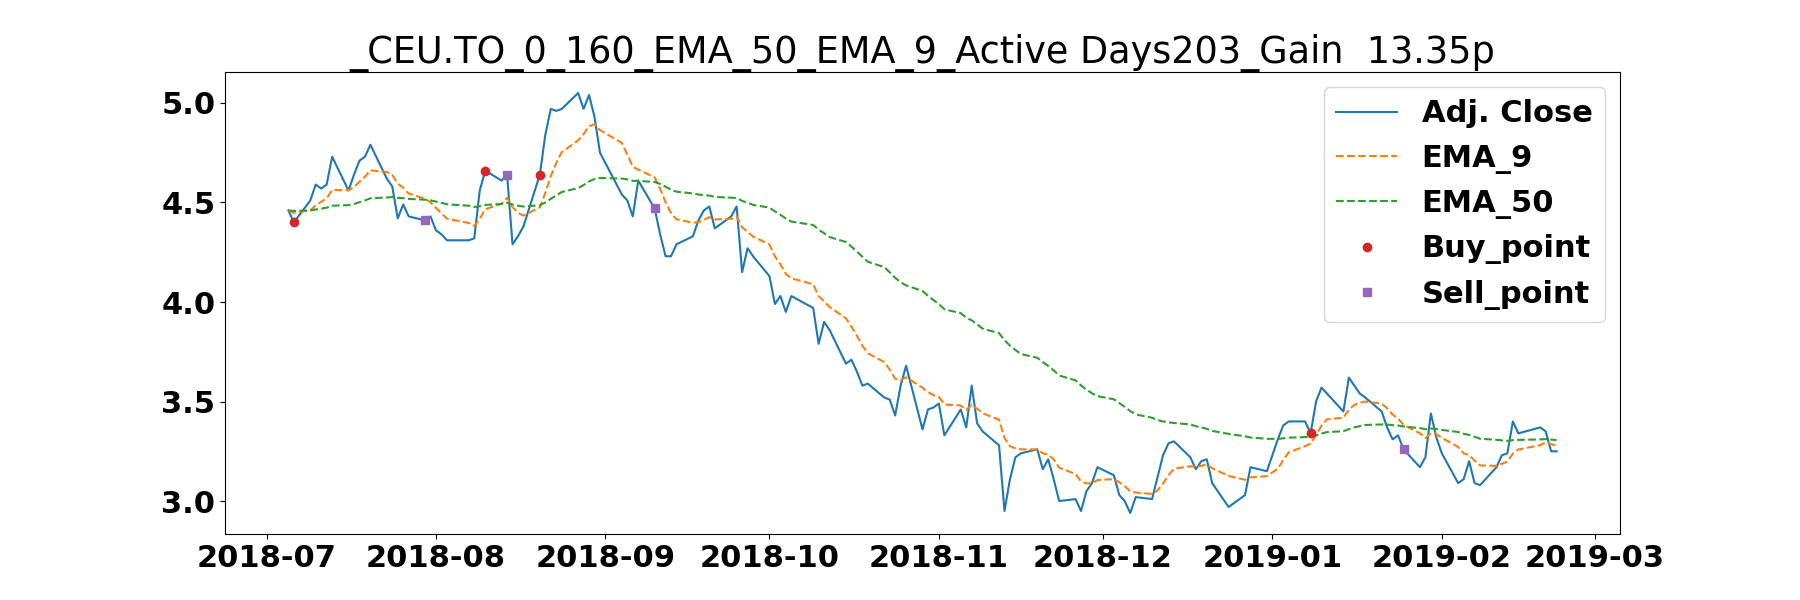 _CEU.TO_0_160_EMA_50_EMA_9_Active Days203_Gain  13.35p
5.0
4.5
4.0
3.5
3.0
Adj. Close
EMA_9
EMA_50
Buy_point
Sell_point
2018-07 2018-08 2018-09 2018-10 2018-11 2018-12 2019-01 2019-02 2019-03